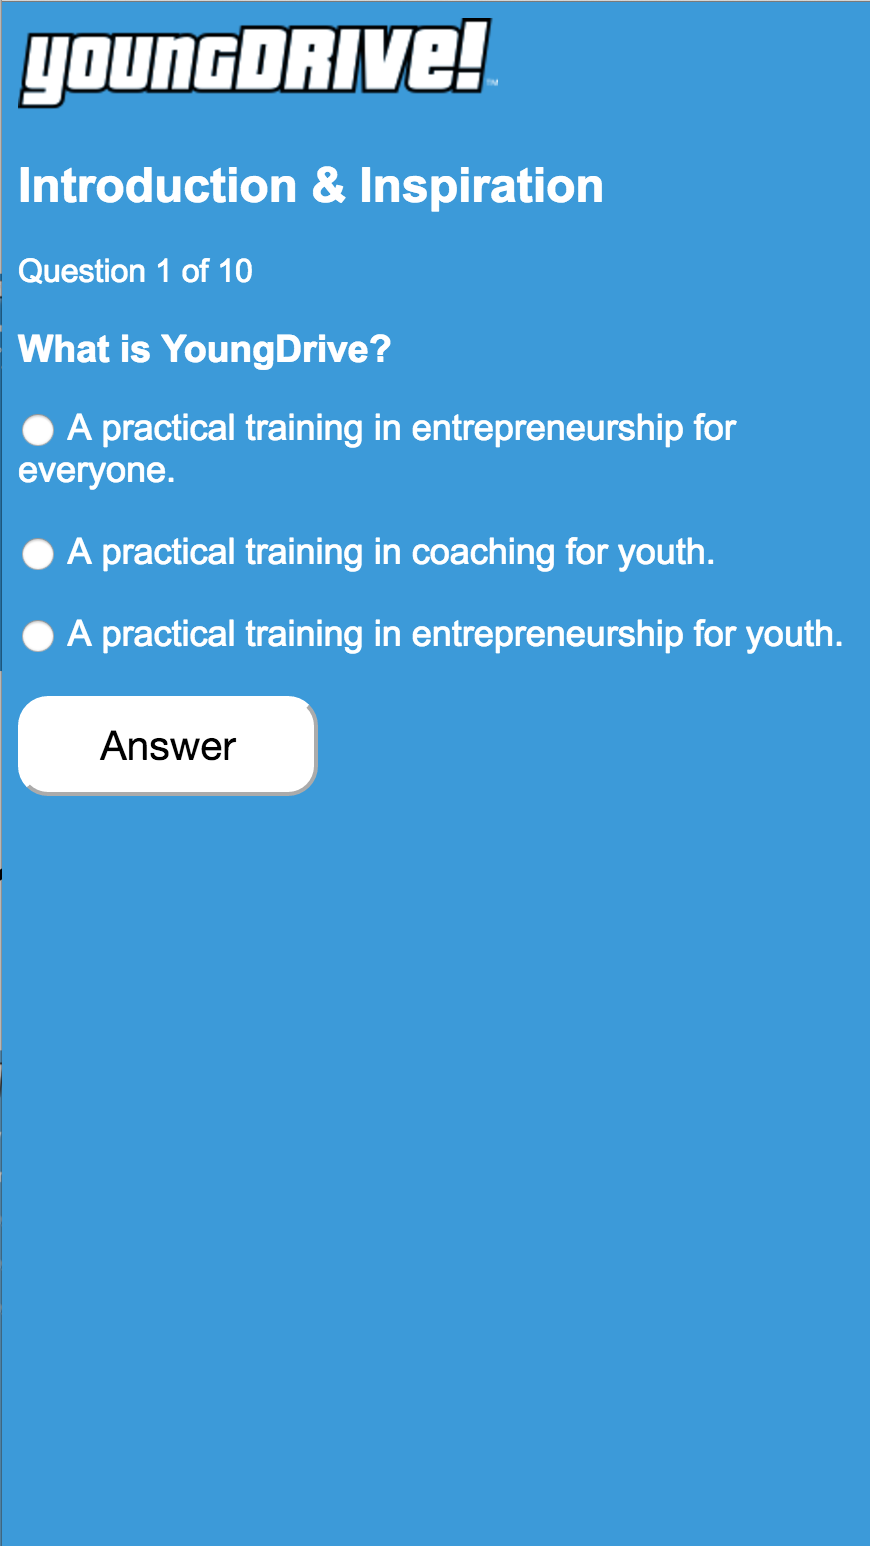 youngDRIVe!™
Introduction & Inspiration
Question 1 of 10
What is YoungDrive?
A practical training in entrepreneurship for
everyone.
A practical training in coaching for youth.
A practical training in entrepreneurship for youth.
Answer